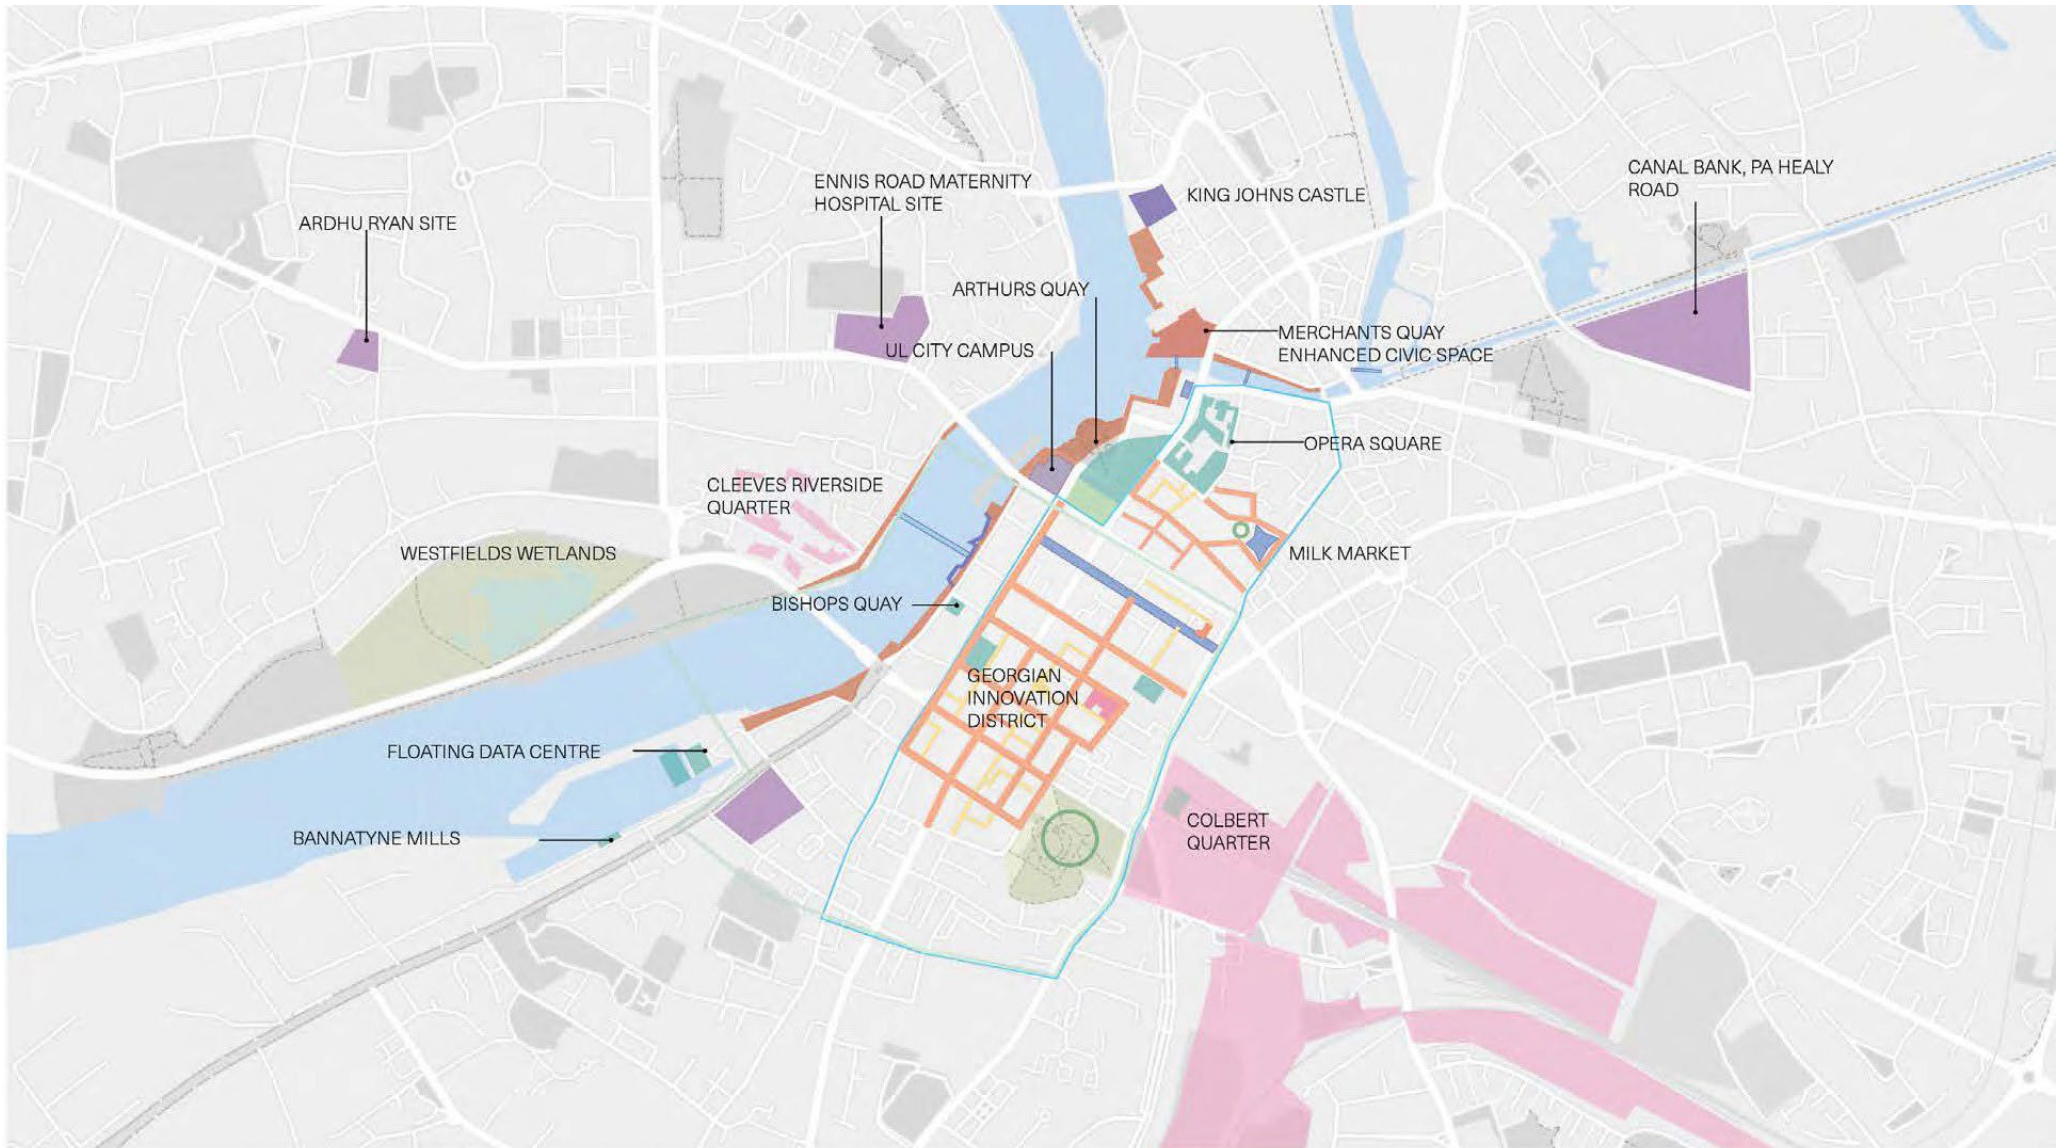 CANAL BANK, PA HEALY
ROAD
ENNIS ROAD MATERNITY
HOSPITAL SITE
KING JOHNS CASTLE
ARDHU RYAN SITE
ARTHURS QUAY
MERCHANTS QUAY
ENHANCED CIVIC SPACE
UL CITY CAMPUS
OPERA SQUARE
CLEEVES RIVERSIDE
QUARTER
WESTFIELDS WETLANDS
MILK MARKET
BISHOPS QUAY
GEORGIAN
INNOVATION
DISTRICT
FLOATING DATA CENTRE
COLBERT
QUARTER
BANNATYNE MILLS